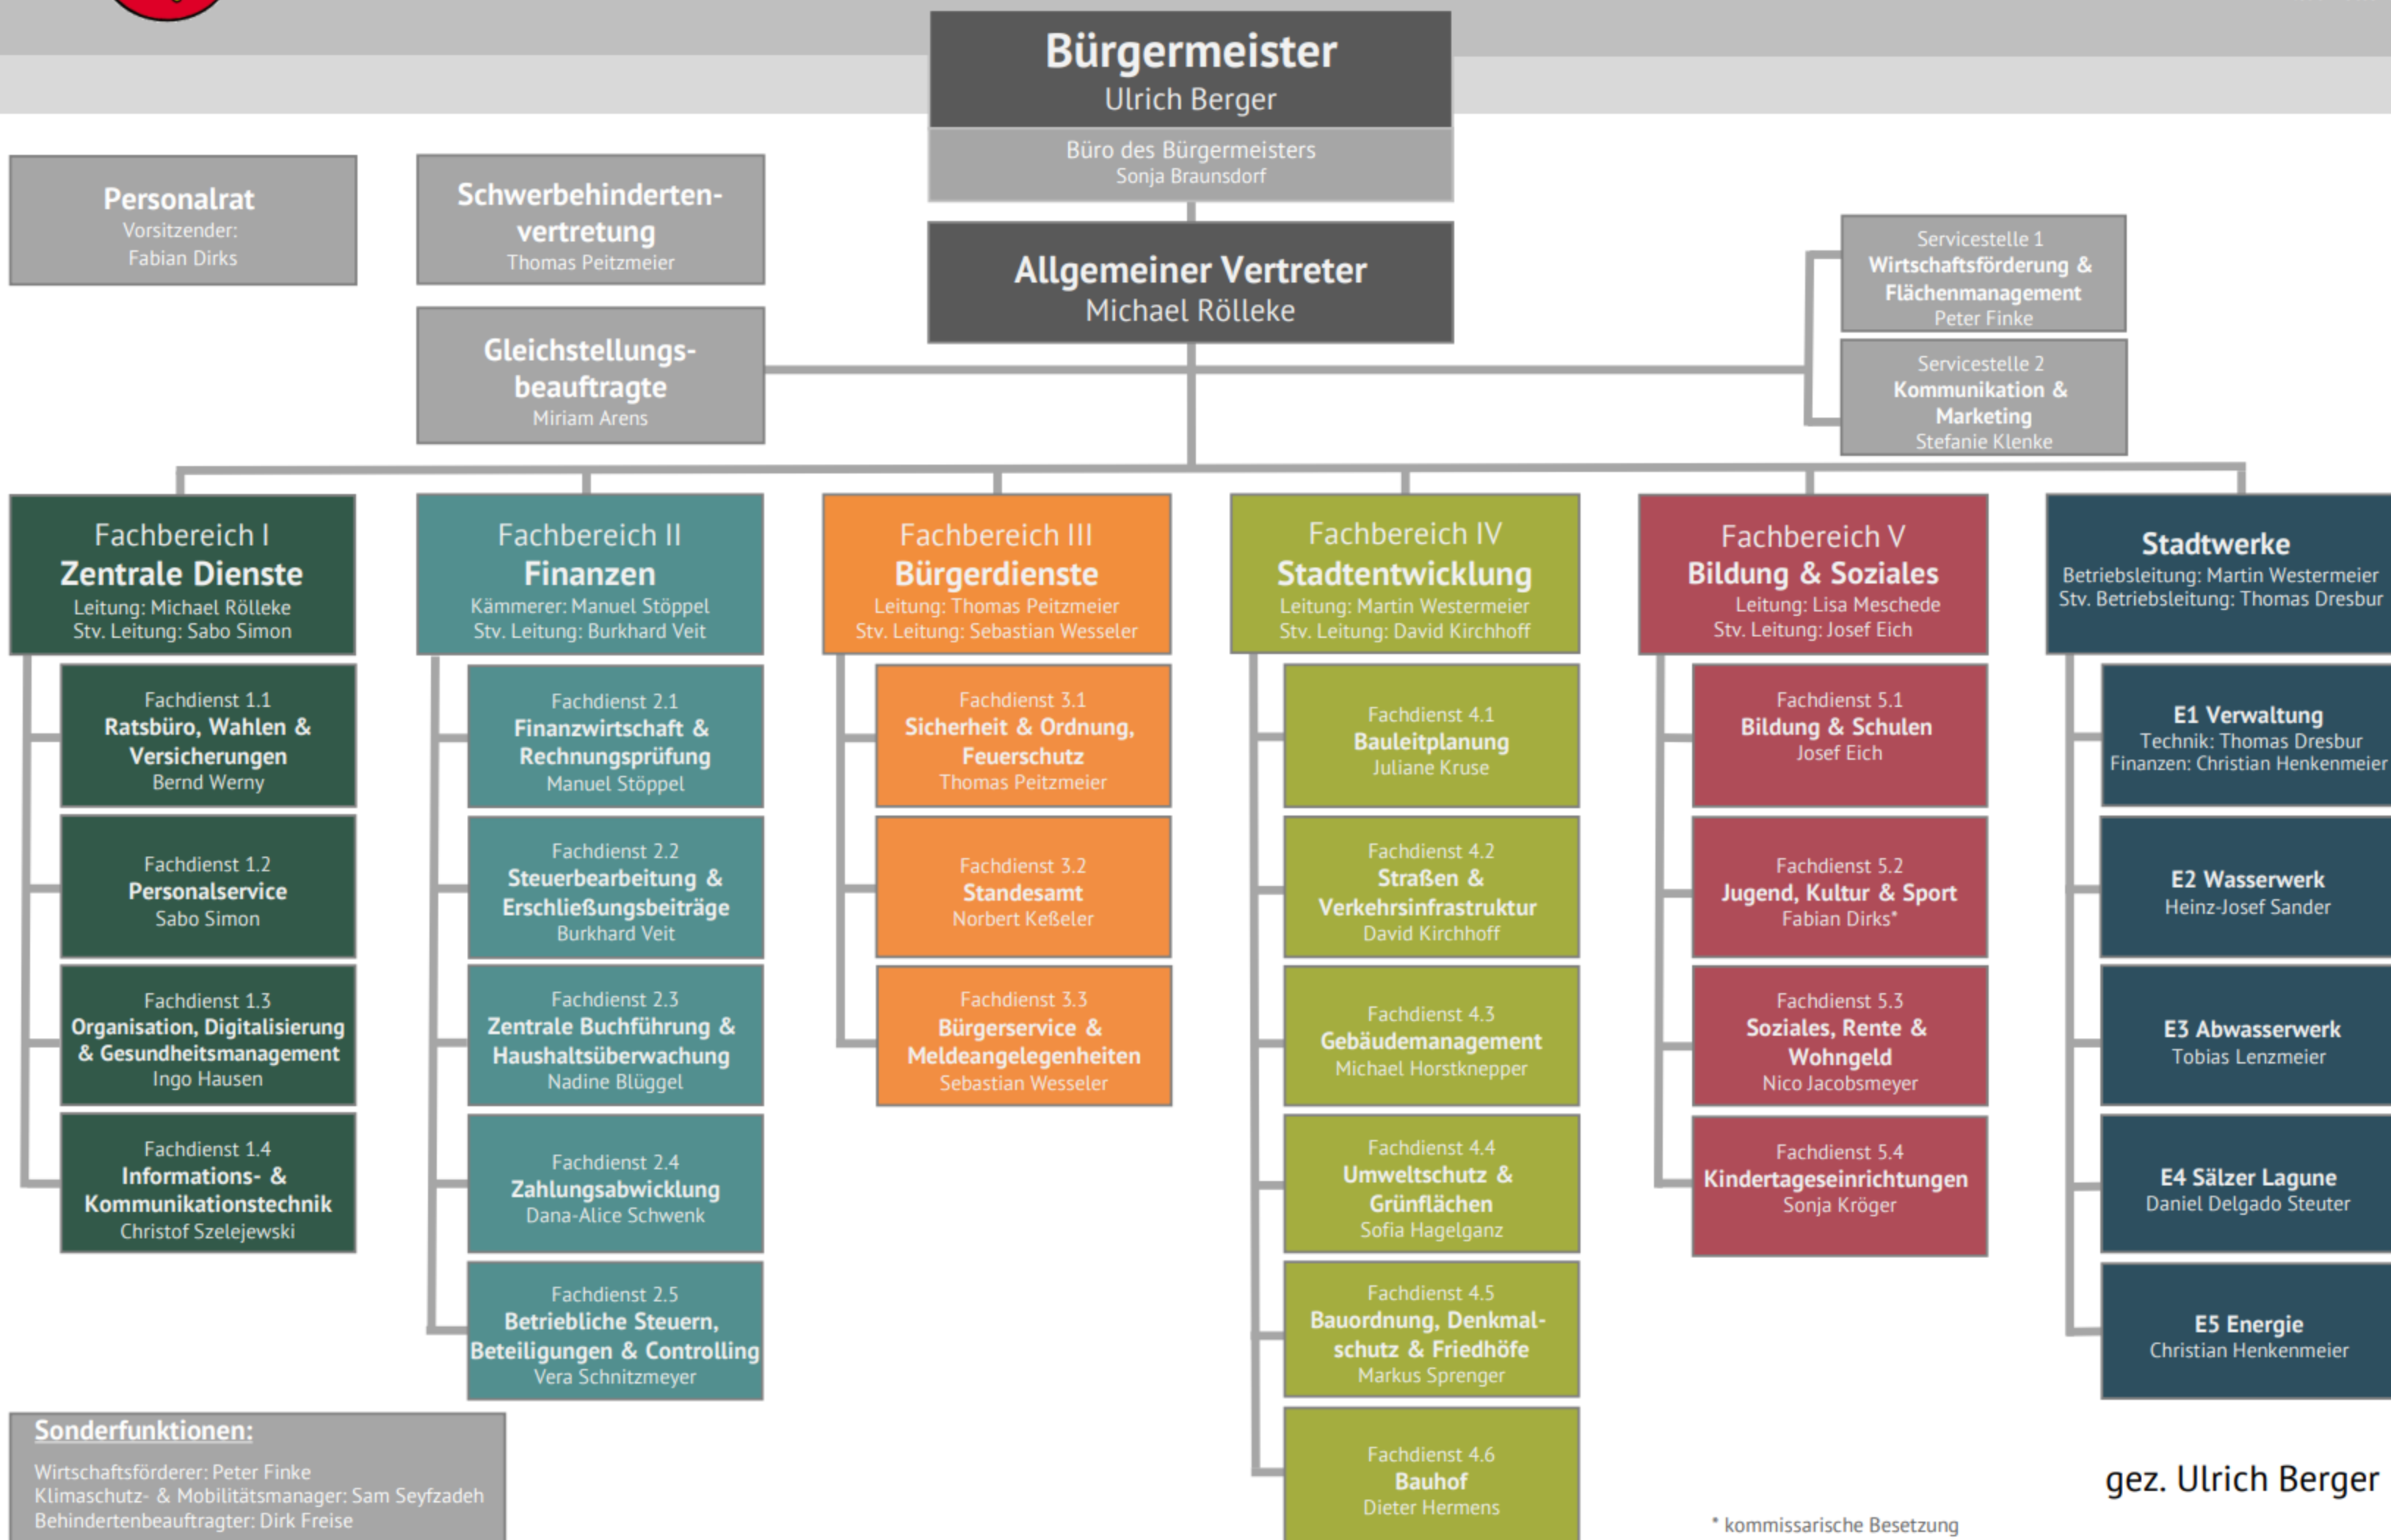 Bürgermeister
Ulrich Berger
Büro des Bürgermeisters
Sonja Braunsdorf
Allgemeiner Vertreter
Michael Rölleke
Personalrat
Vorsitzender:
Fabian Dirks
Schwerbehinderten-
vertretung
Thomas Peitzmeier
Gleichstellungs-
beauftragte
Miriam Arens
Servicestelle 1
Wirtschaftsförderung &
Flächenmanagement
Peter Finke
Servicestelle 2
Kommunikation &
Marketing
Stefanie Klenke
Fachbereich I
Zentrale Dienste
Leitung: Michael Rölleke
Stv. Leitung: Sabo Simon
Fachdienst 1.1
Ratsbüro, Wahlen &
Versicherungen
Bernd Werny
Fachdienst 1.2
Personalservice
Sabo Simon
Fachdienst 1.3
Organisation, Digitalisierung
& Gesundheitsmanagement
Ingo Hausen
Fachdienst 1.4
Informations- &
Kommunikationstechnik
Christof Szelejewski
Fachbereich II
Finanzen
Kämmerer: Manuel Stöppel
Stv. Leitung: Burkhard Veit
Fachdienst 2.1
Finanzwirtschaft &
Rechnungsprüfung
Manuel Stöppel
Fachdienst 2.2
Steuerbearbeitung &
Erschließungsbeiträge
Burkhard Veit
Fachdienst 2.3
Zentrale Buchführung &
Haushaltsüberwachung
Nadine Blüggel
Fachdienst 2.4
Zahlungsabwicklung
Dana-Alice Schwenk
Fachdienst 2.5
Betriebliche Steuern,
Beteiligungen & Controlling
Vera Schnitzmeyer
Fachbereich III
Bürgerdienste
Leitung: Thomas Peitzmeier
Stv. Leitung: Sebastian Wesseler
Fachdienst 3.1
Sicherheit & Ordnung,
Feuerschutz
Thomas Peitzmeier
Fachdienst 3.2
Standesamt
Norbert Keßeler
Fachdienst 3.3
Bürgerservice &
Meldeangelegenheiten
Sebastian Wesseler
Fachbereich IV
Stadtentwicklung
Leitung: Martin Westermeier
Stv. Leitung: David Kirchhoff
Fachdienst 4.1
Bauleitplanung
Juliane Kruse
Fachdienst 4.2
Straßen &
Verkehrsinfrastruktur
David Kirchhoff
Fachdienst 4.3
Gebäudemanagement
Michael Horstknepper
Fachdienst 4.4
Umweltschutz &
Grünflächen
Sofia Hagelganz
Fachdienst 4.5
Bauordnung, Denkmal-
schutz & Friedhöfe
Markus Sprenger
Fachdienst 4.6
Bauhof
Dieter Hermens
Fachbereich V
Bildung & Soziales
Leitung: Lisa Meschede
Stv. Leitung: Josef Eich
Fachdienst 5.1
Bildung & Schulen
Josef Eich
Fachdienst 5.2
Jugend, Kultur & Sport
Fabian Dirks*
Fachdienst 5.3
Soziales, Rente &
Wohngeld
Nico Jacobsmeyer
Fachdienst 5.4
Kindertageseinrichtungen
Sonja Kröger
Stadtwerke
Betriebsleitung: Martin Westermeier
Stv. Betriebsleitung: Thomas Dresbur
E1 Verwaltung
Technik: Thomas Dresbur
Finanzen: Christian Henkenmeier
E2 Wasserwerk
Heinz-Josef Sander
E3 Abwasserwerk
Tobias Lenzmeier
E4 Sälzer Lagune
Daniel Delgado Steuter
E5 Energie
Christian Henkenmeier
Sonderfunktionen:
Wirtschaftsförderer: Peter Finke
Klimaschutz- & Mobilitätsmanager: Sam Seyfzadeh
Behindertenbeauftragter: Dirk Freise
gez. Ulrich Berger
* kommissarische Besetzung